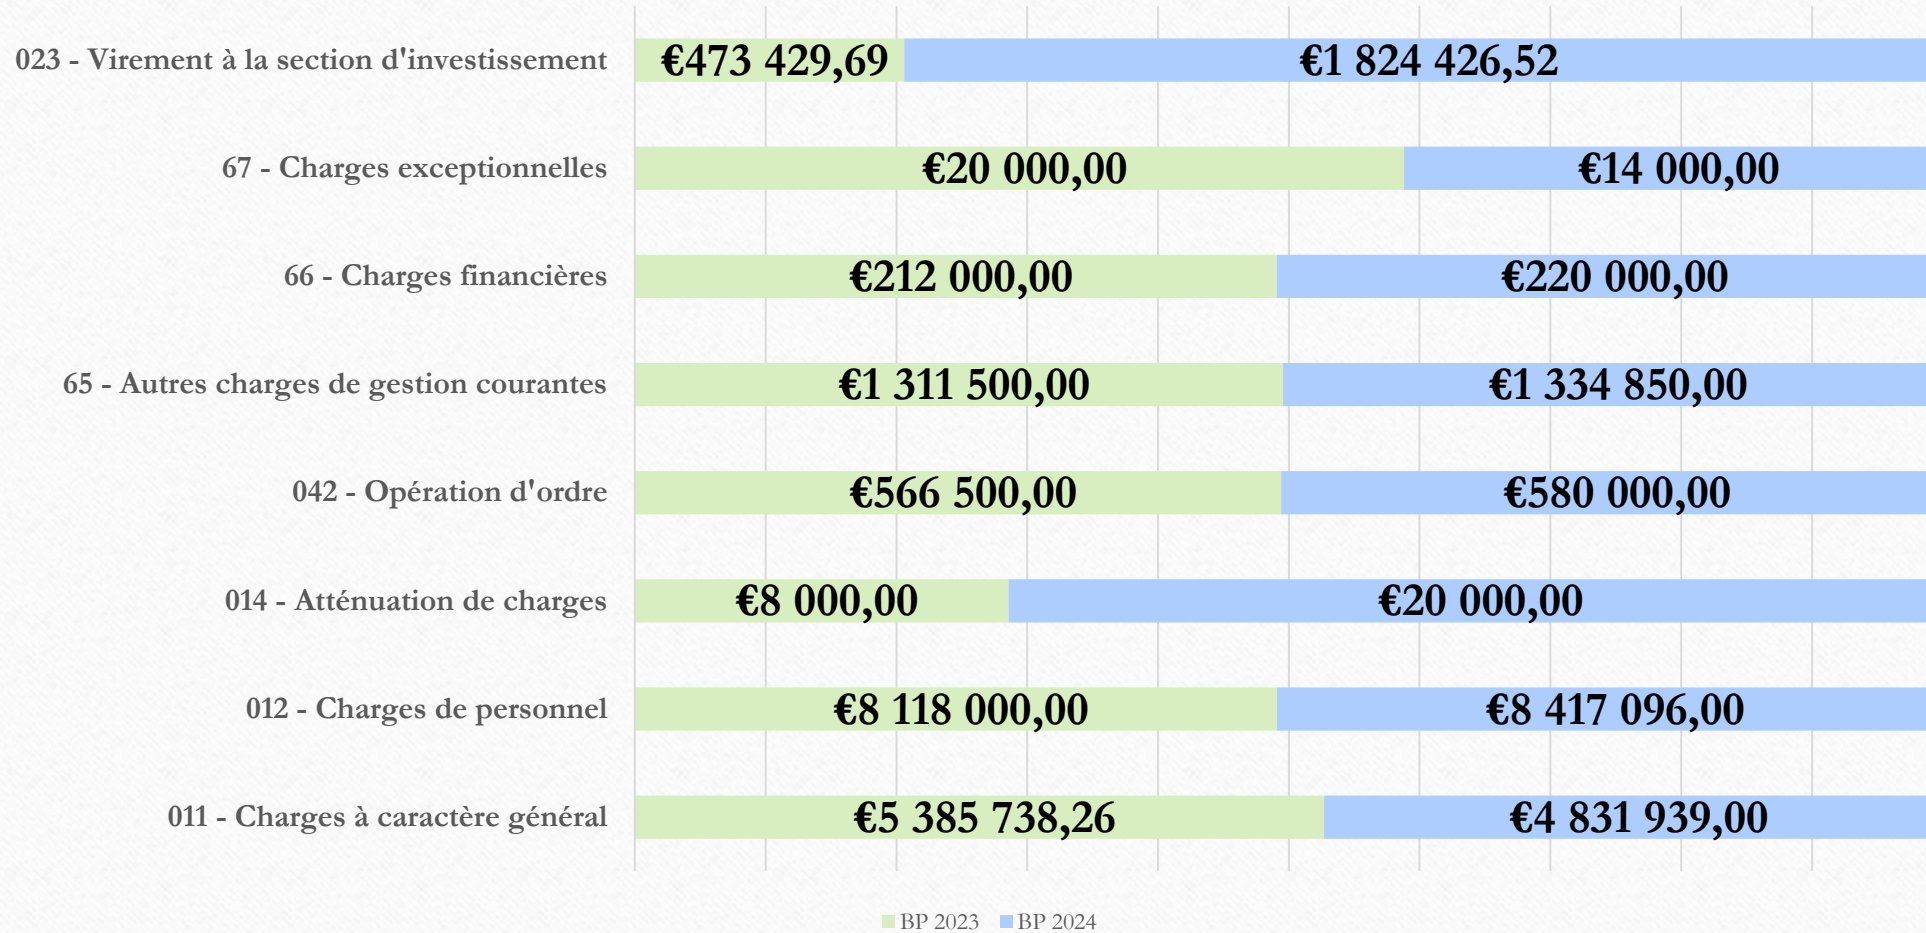 023 - Virement à la section d'investissement €473 429,69 €1 824 426,52
67 - Charges exceptionnelles €20 000,00 €14 000,00
66 - Charges financières €212 000,00 €220 000,00
65 - Autres charges de gestion courantes €1 311 500,00 €1 334 850,00
042 - Opération d'ordre €566 500,00 €580 000,00
014 - Atténuation de charges €8 000,00 €20 000,00
012 - Charges de personnel €8 118 000,00 €8 417 096,00
011 - Charges à caractère général €5 385 738,26 €4 831 939,00
BP 2023 BP 2024